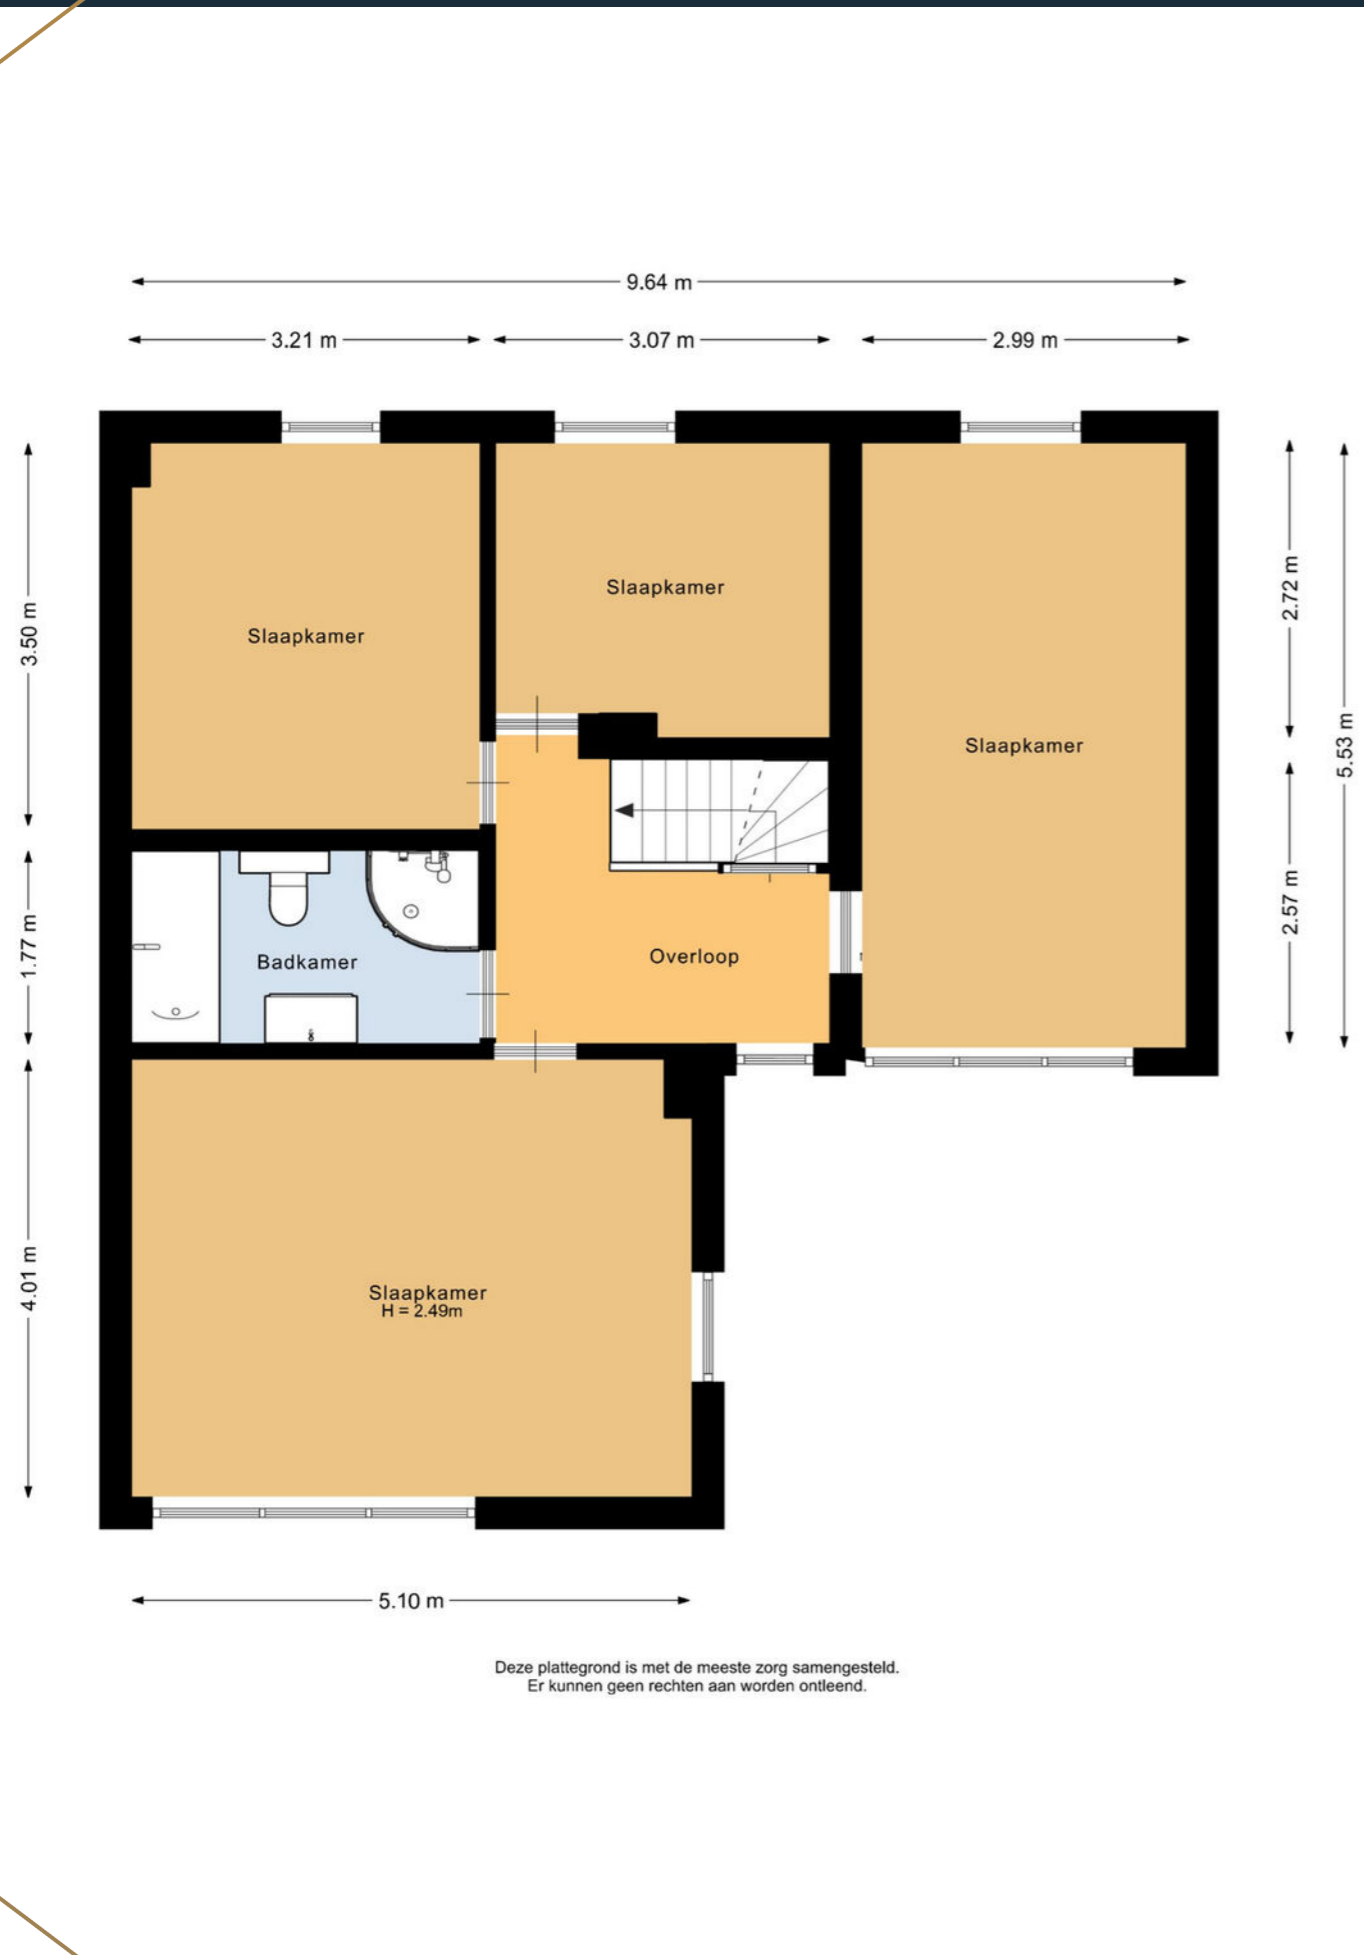 9.64 m
3.21 m
3.07 m
2.99 m
3.50 m
2.72 m
5.53 m
Slaapkamer
Slaapkamer
Slaapkamer
1.77 m
2.57 m
Badkamer
Overloop
4.01 m
Slaapkamer
H = 2.49m
5.10 m
Deze plattegrond is met de meeste zorg samengesteld.
Er kunnen geen rechten aan worden ontleend.